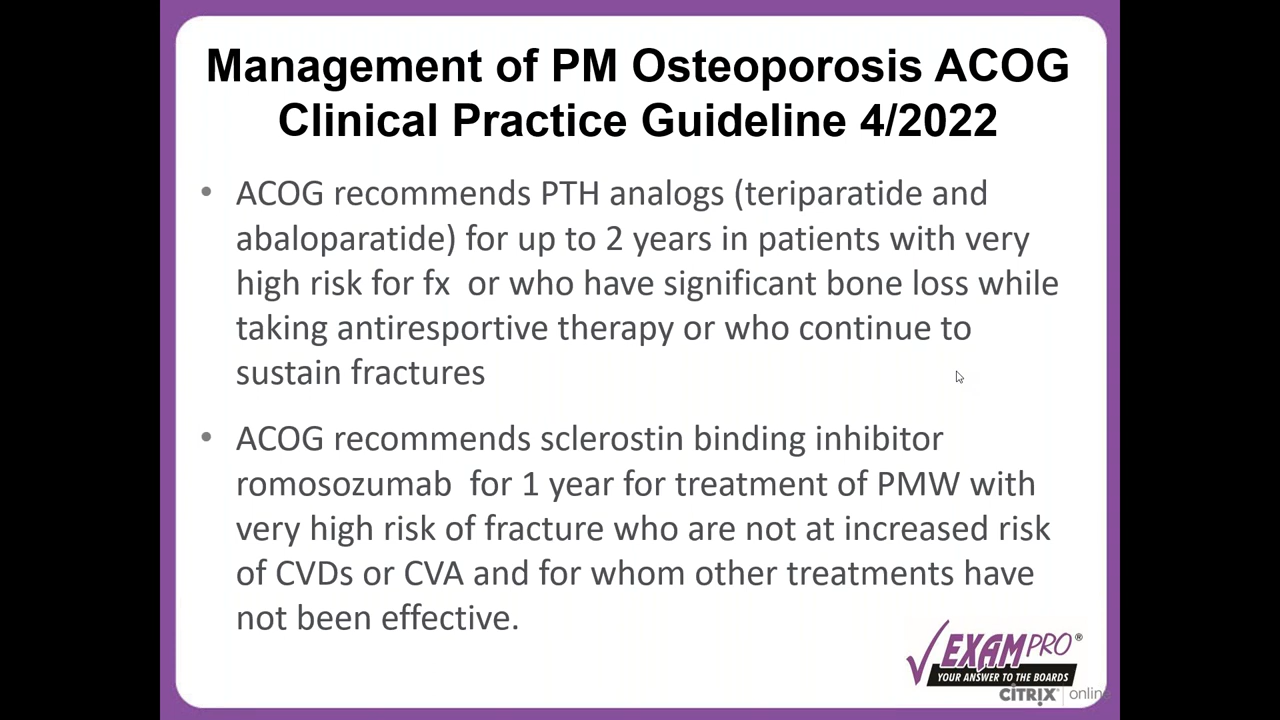 Management of PM Osteoporosis ACOG
Clinical Practice Guideline 4/2022
• ACOG recommends PTH analogs (teriparatide and
abaloparatide) for up to 2 years in patients with very
high risk for fx or who have significant bone loss while
taking antiresportive therapy or who continue to
sustain fractures
• ACOG recommends sclerostin binding inhibitor
romosozumab for 1 year for treatment of PMW with
very high risk of fracture who are not at increased risk
of CVDs or CVA and for whom other treatments have
not been effective.
EXAMPRO®
YOUR ANSWER TO THE BOARDS
CITRIX® | online